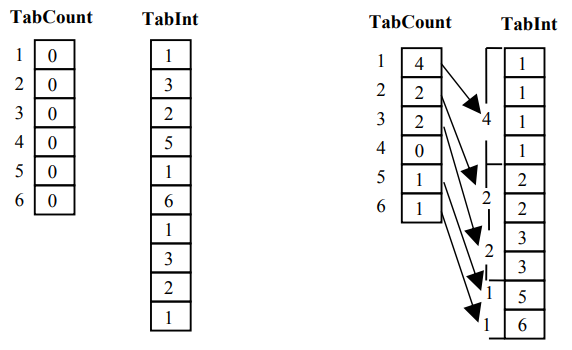 TabCount TabInt
1 0 1
2 0 3
3 0 2
4 0 5
5 0 1
6 0 6
1
3
2
1
TabCount TabInt
1 4 1
2 2 1
3 2 4 1
4 0 1
5 1 2
6 1 2 2
3
2 3
1 5
1 6